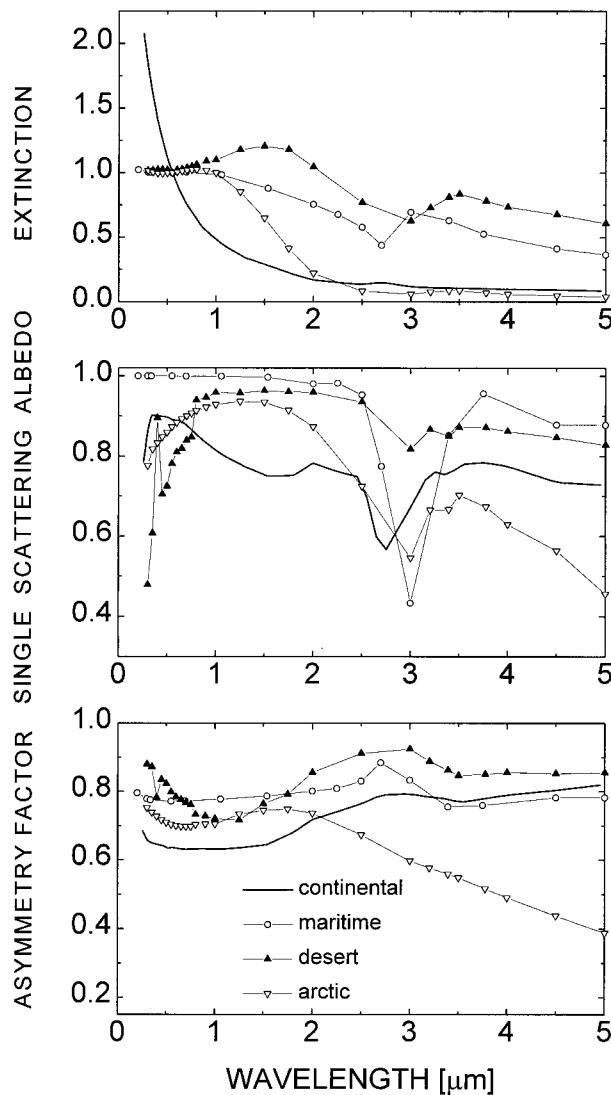 EXTINCTION
2.0
1.5
1.0
0.5
0.0
0 1 2 3 4 5
SINGLE SCATTERING ALBEDO
1.0
0.8
0.6
0.4
0 1 2 3 4 5
ASYMMETRY FACTOR
1.0
0.8
0.6
0.4
0.2
continental
maritime
desert
arctic
0 1 2 3 4 5
WAVELENGTH [μm]